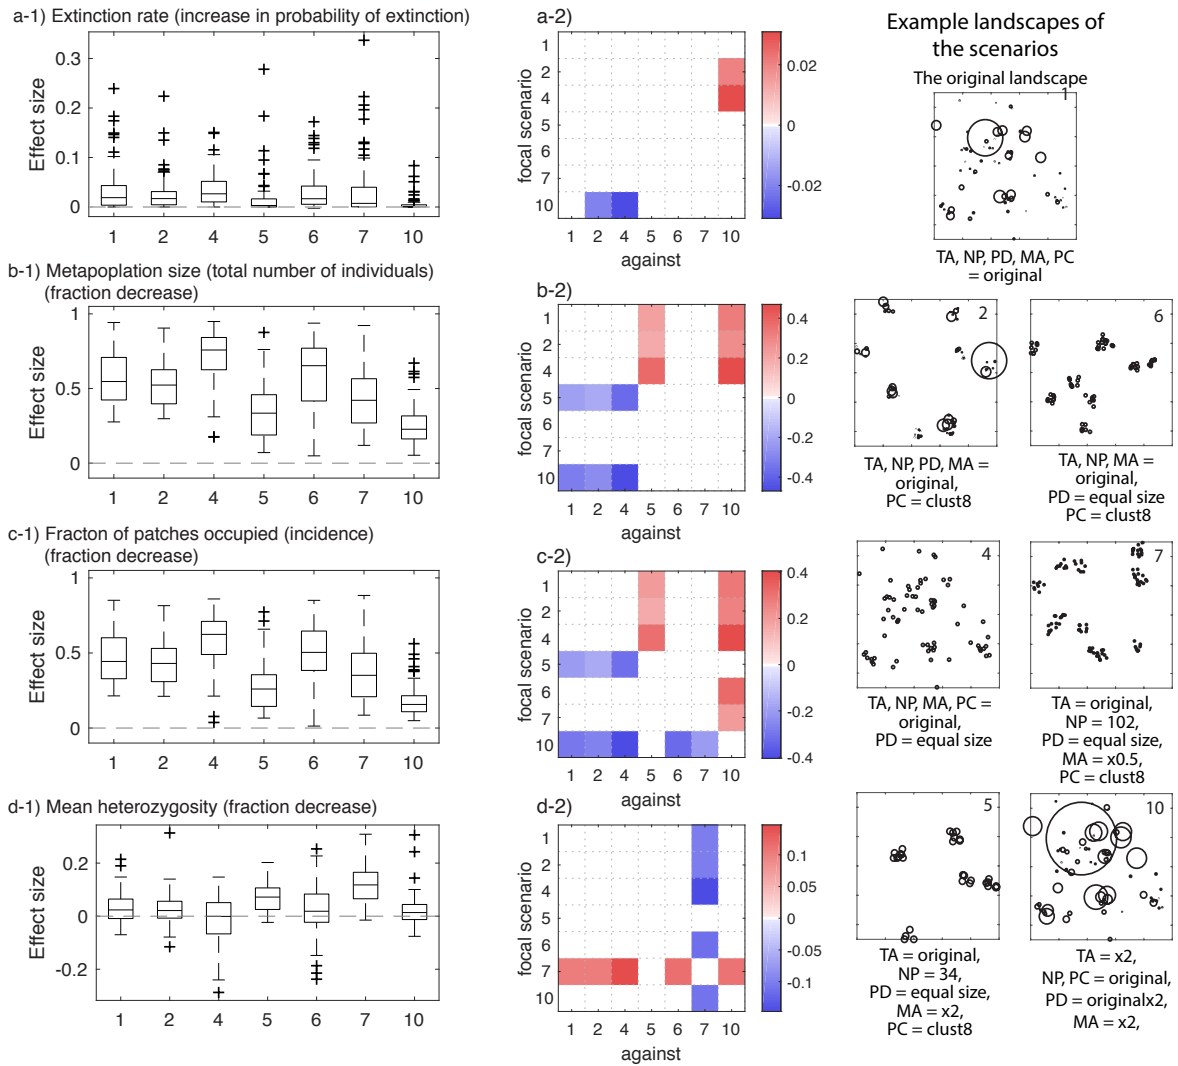 a-1) Extinction rate (increase in probability of extinction)
Effect size
0.3
0.2
0.1
0
1 2 4 5 6 7 10
a-2)
focal scenario
1
2
4
5
6
7
10
1 2 4 5 6 7 10
against
0.02
0
-0.02
b-1) Metapoplation size (total number of individuals)
(fraction decrease)
Effect size
1
0.5
0
1 2 4 5 6 7 10
b-2)
focal scenario
1
2
4
5
6
7
10
1 2 4 5 6 7 10
against
0.4
0.2
0
-0.2
-0.4
c-1) Fracton of patches occupied (incidence)
(fraction decrease)
Effect size
1
0.5
0
1 2 4 5 6 7 10
c-2)
focal scenario
1
2
4
5
6
7
10
1 2 4 5 6 7 10
against
0.4
0.2
0
-0.2
-0.4
d-1) Mean heterozygosity (fraction decrease)
Effect size
0.2
0
-0.2
1 2 4 5 6 7 10
d-2)
focal scenario
1
2
4
5
6
7
10
1 2 4 5 6 7 10
against
0.1
0.05
0
-0.05
-0.1
Example landscapes of
the scenarios
The original landscape
1
TA, NP, PD, MA, PC
= original
2
TA, NP, PD, MA =
original,
PC = clust8
6
TA, NP, MA =
original,
PD = equal size
PC = clust8
4
TA, NP, MA, PC =
original,
PD = equal size
7
TA = original,
NP = 102,
PD = equal size,
MA = x0.5,
PC = clust8
5
TA = original,
NP = 34,
PD = equal size,
MA = x2,
PC = clust8
10
TA = x2,
NP, PC = original,
PD = originalx2,
MA = x2,